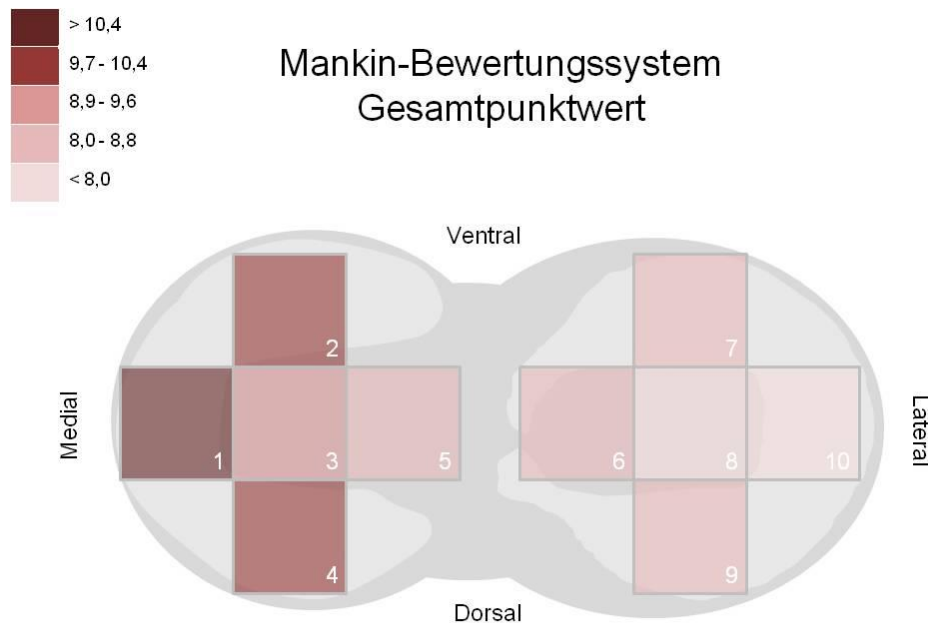 > 10,4
9,7 - 10,4
8,9 - 9,6
8,0 - 8,8
< 8,0
Mankin-Bewertungssystem
Gesamtpunktwert
Ventral
2
7
Medial
1
3
5
6
8
10
Lateral
4
9
Dorsal